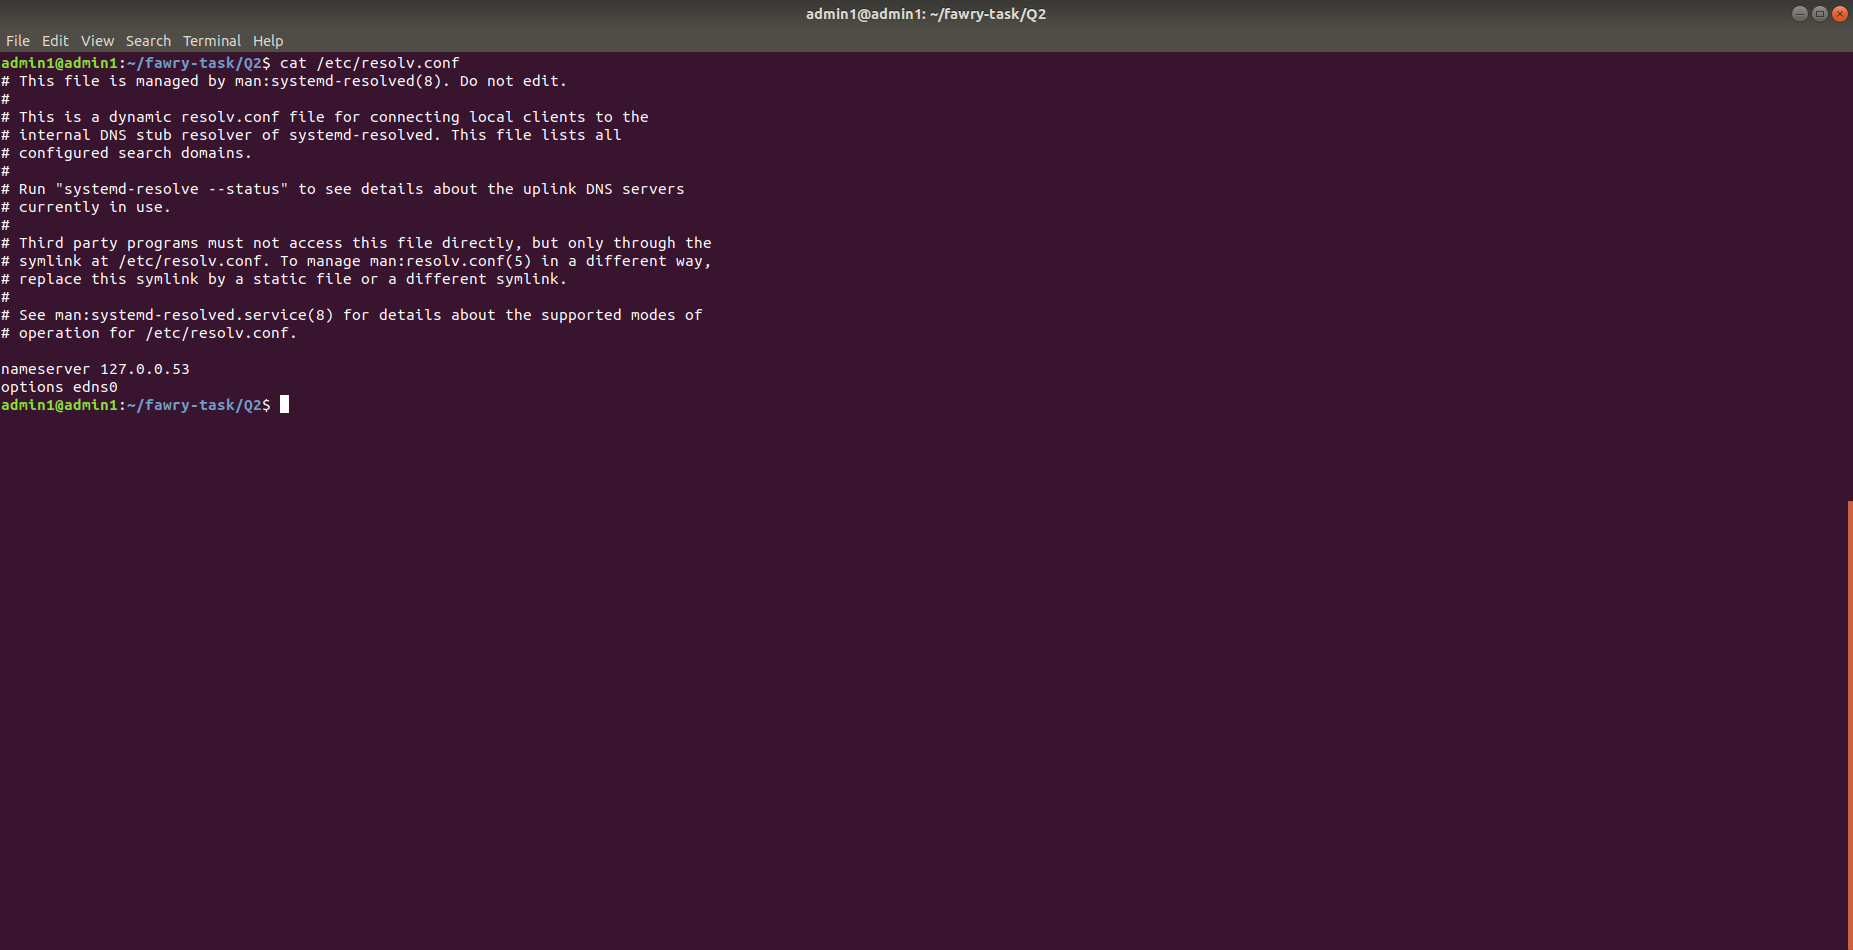 admin1@admin1: ~/fawry-task/Q2
File Edit View Search Terminal Help
admin1@admin1:~/fawry-task/Q2$ cat /etc/resolv.conf
# This file is managed by man:systemd-resolved(8). Do not edit.
#
# This is a dynamic resolv.conf file for connecting local clients to the
# internal DNS stub resolver of systemd-resolved. This file lists all
# configured search domains.
#
# Run "systemd-resolve --status" to see details about the uplink DNS servers
# currently in use.
#
# Third party programs must not access this file directly, but only through the
# symlink at /etc/resolv.conf. To manage man:resolv.conf(5) in a different way,
# replace this symlink by a static file or a different symlink.
#
# See man:systemd-resolved.service(8) for details about the supported modes of
# operation for /etc/resolv.conf.

nameserver 127.0.0.53
options edns0
admin1@admin1:~/fawry-task/Q2$